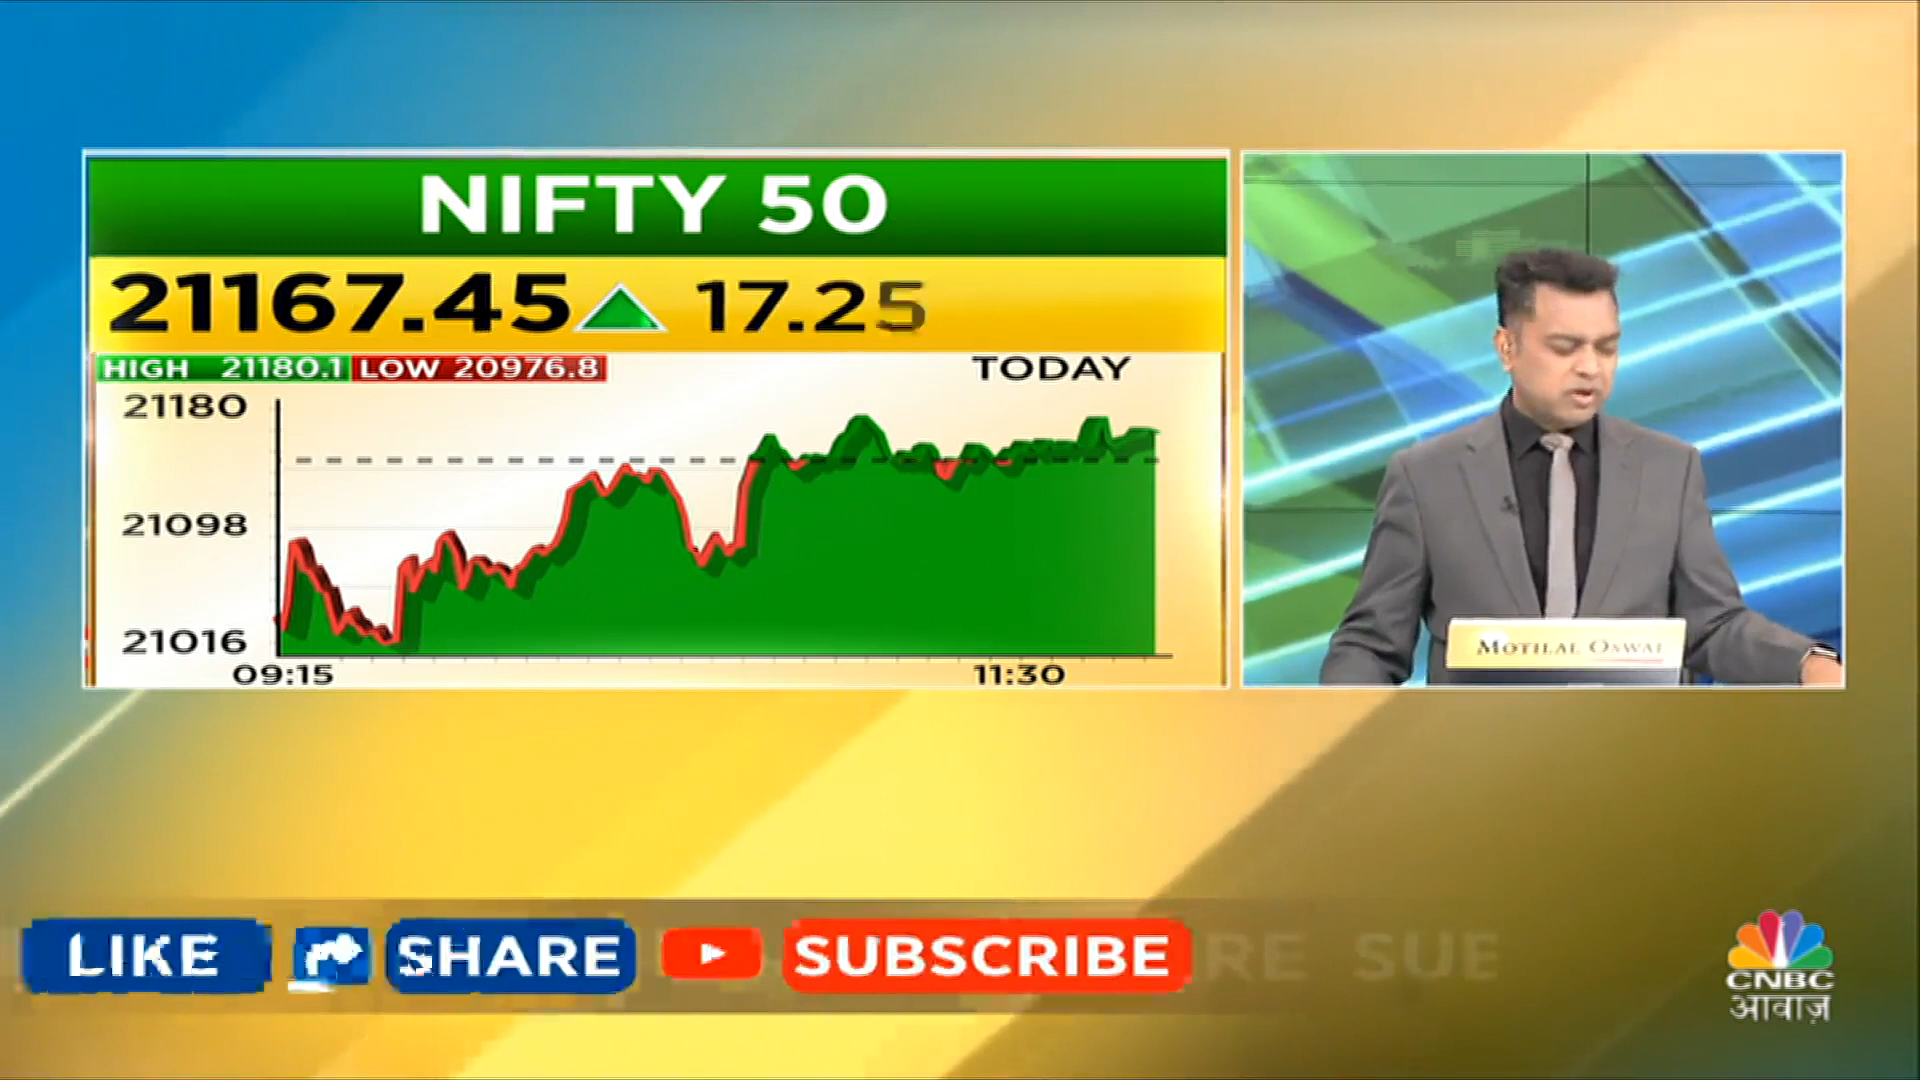 NIFTY 50
21167.45 17.25
HIGH 21180.1 LOW 20976.8
TODAY
21180
21098
21016
09:15 11:30
MOTILAL OSWAL
LIKE SHARE SUBSCRIBE
CNBC
आवाज़